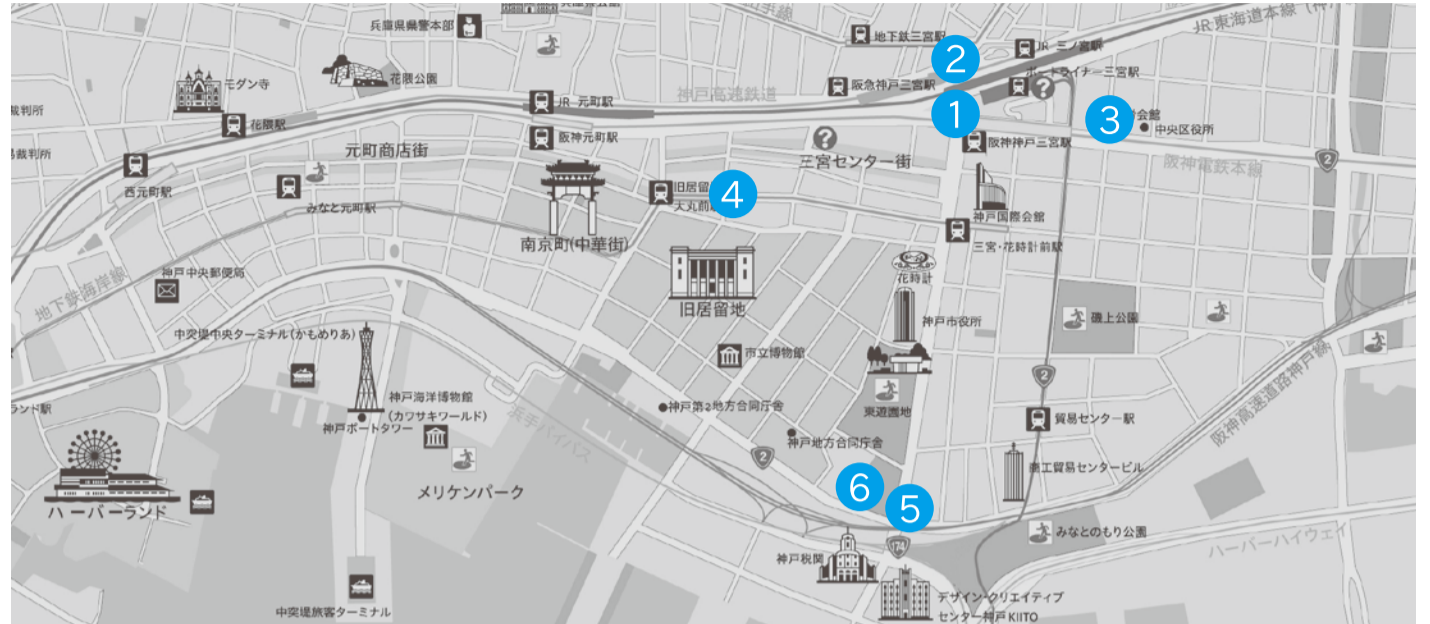 兵庫県県警本部
地下鉄三宮駅
JR東海道本線
JR 三ノ宮駅
2
ポートライナー三宮駅
モダン寺
花隈公園
阪急神戸三宮駅
神戸高速鉄道
JR 元町駅
1
3
会館
中央区役所
裁判所
花隈駅
阪神元町駅
阪神神戸三宮駅
元町商店街
三宮センター街
阪神電鉄本線
2
西元町駅
みなと元町駅
旧居留
大丸前
4
神戸国際会館
南京町(中華街)
三宮・花時計前駅
地下鉄海岸線
神戸中央郵便局
花時計
旧居留地
神戸市役所
磯上公園
中突堤中央ターミナル(かもめりあ)
市立博物館
2
阪神高速道路神戸線
神戸海洋博物館
(カワサキワールド)
神戸ポートタワー
神戸第2地方合同庁舎
東遊園地
貿易センター駅
ランド駅
浜手バイパス
神戸地方合同庁舎
2
商工貿易センタービル
メリケンパーク
6
5
ハーバーランド
みなとのもり公園
ハーバーハイウェイ
174
神戸税関
中突堤旅客ターミナル
デザイン・クリエイティブ
センター神戸 KIITO